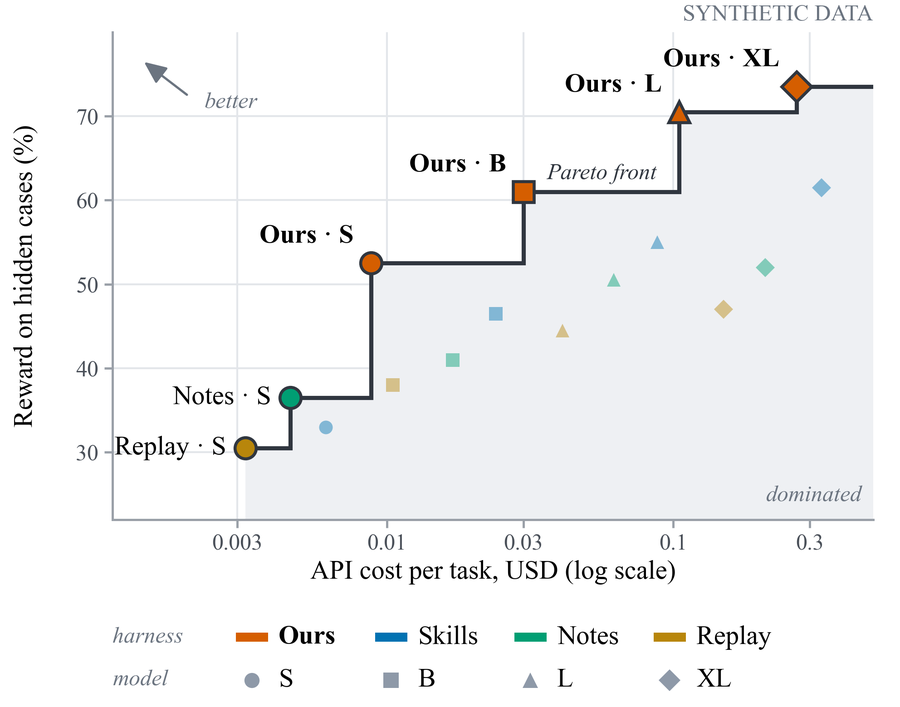 SYNTHETIC DATA
Ours · XL
Ours · L
better
70
Ours · B
Pareto front
60
Ours · S
50
40
Notes · S
Replay · S
30
dominated
0.003 0.01 0.03 0.1 0.3
Reward on hidden cases (%)
API cost per task, USD (log scale)
harness Ours Skills Notes Replay
model S B L XL